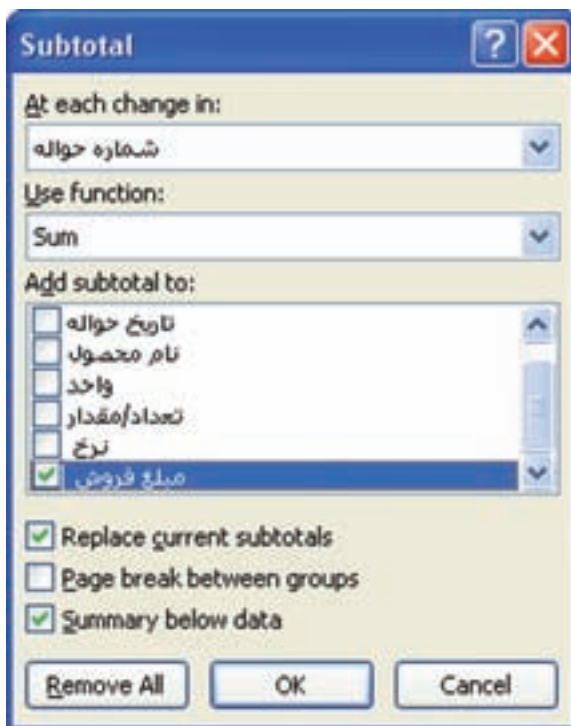 Subtotal
At each change in:
شماره حواله
Use function:
Sum
Add subtotal to:
تاریخ حواله
نام محصول
واحد
تعداد/مقدار
نرخ
مبلغ فروش
Replace current subtotals
Page break between groups
Summary below data
Remove All OK Cancel